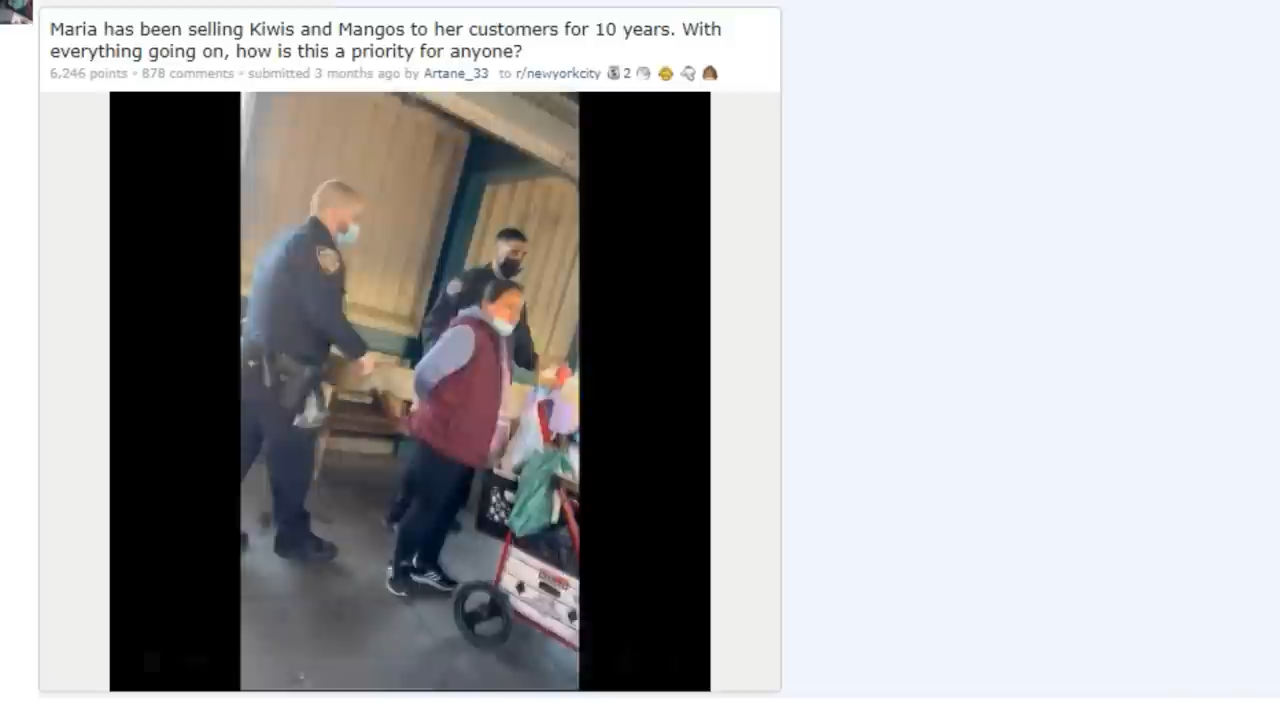 Maria has been selling Kiwis and Mangos to her customers for 10 years. With
everything going on, how is this a priority for anyone?
6,246 points • 878 comments • submitted 3 months ago by Artane_33 to r/newyorkcity 2